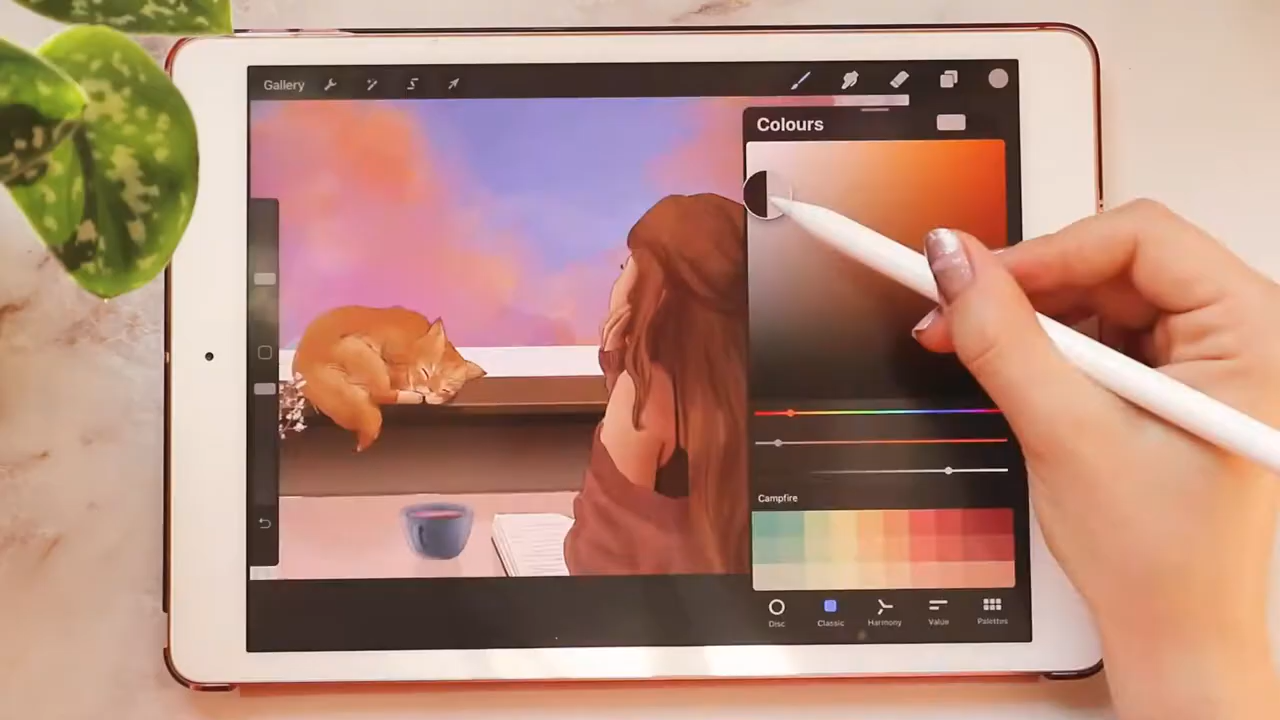 Gallery
Colours
Campfire
Disc
Classic
Harmony
Value
Palettes